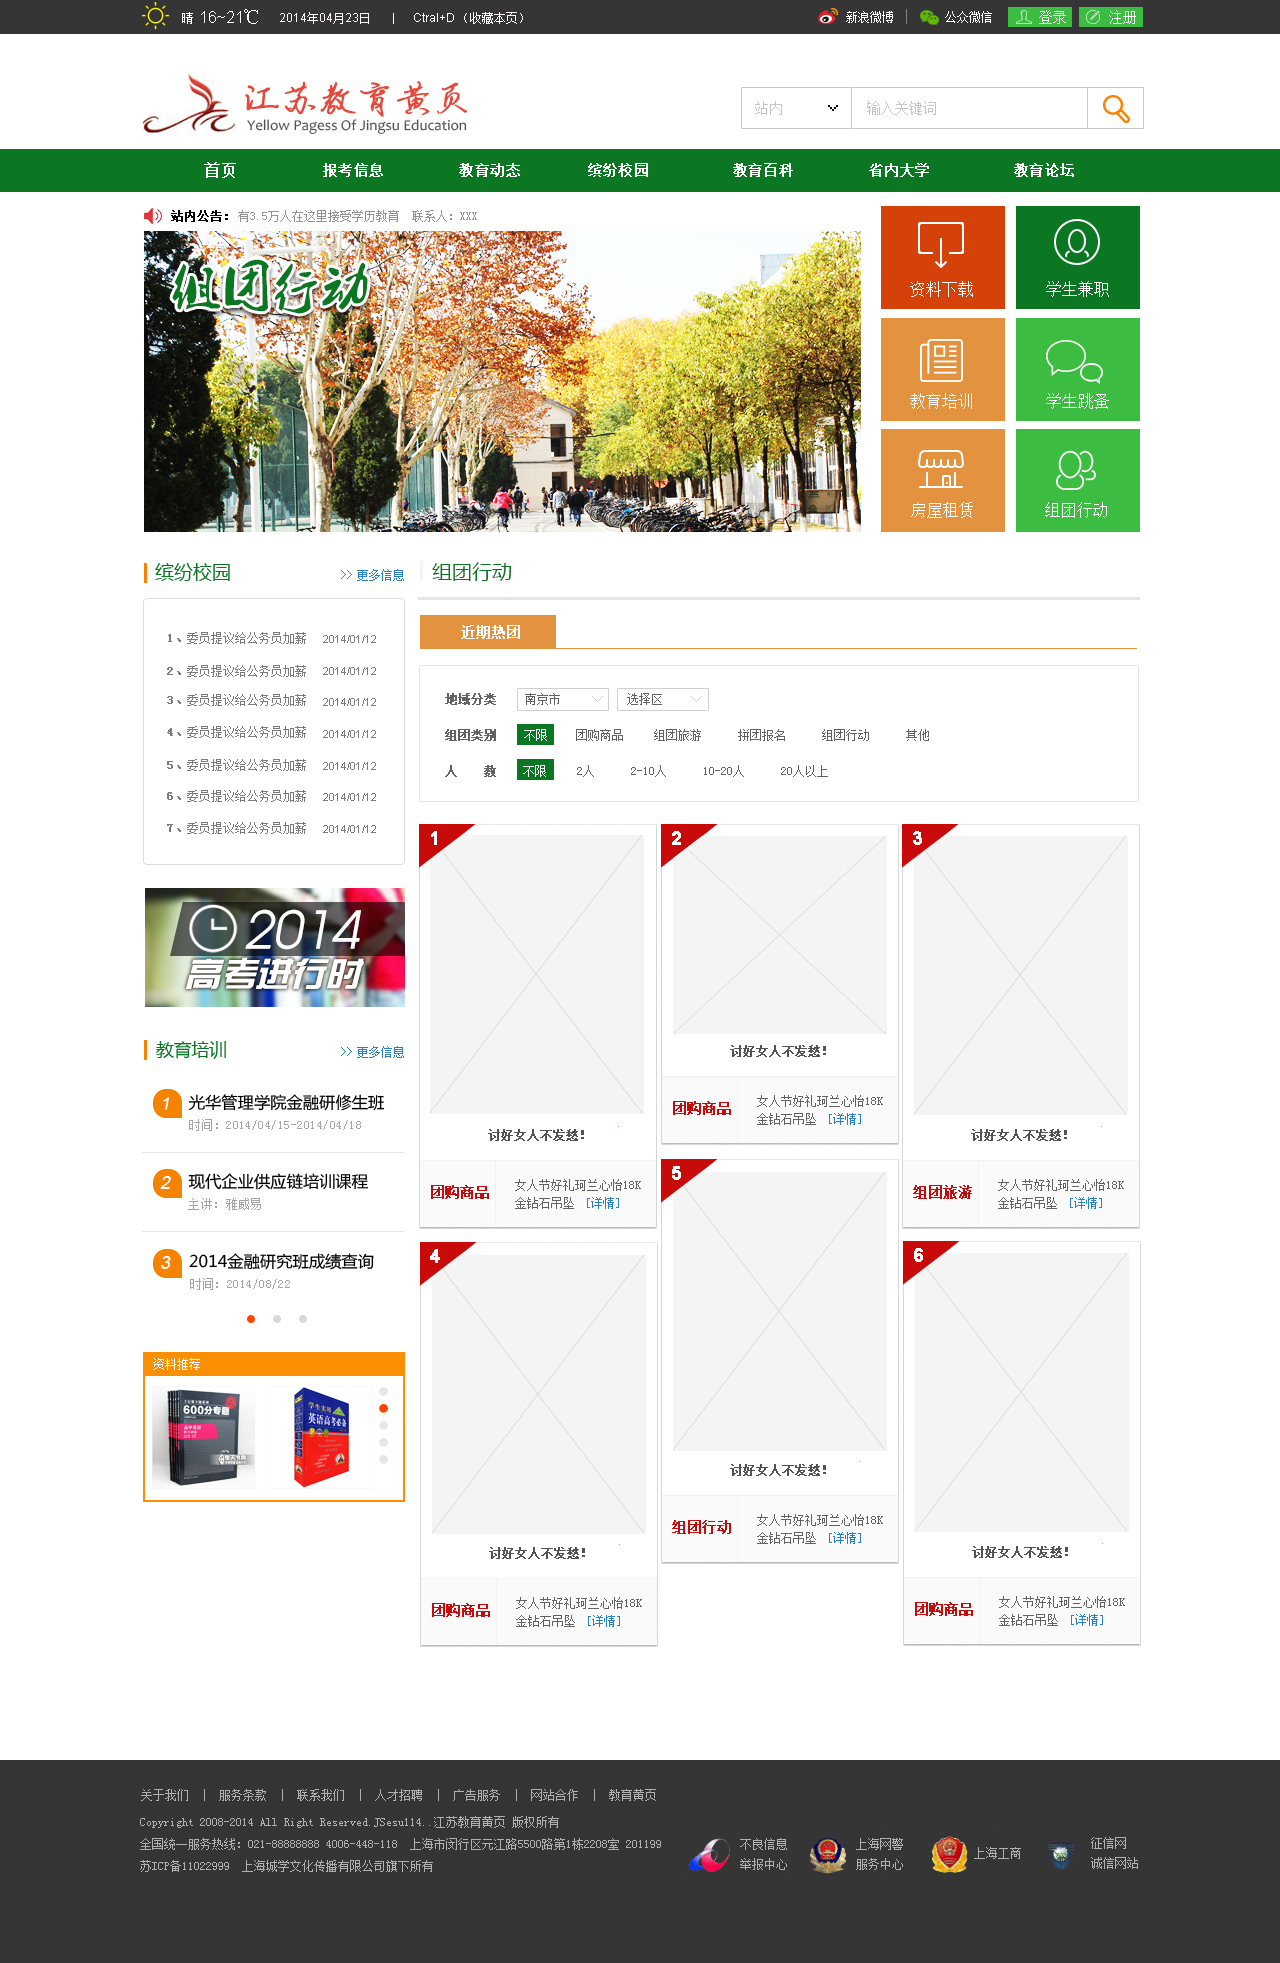 晴 16~21℃ 2014年04月23日 | Ctral+D（收藏本页）
新浪微博 | 公众微信 登录 注册
江苏教育黄页
Yellow Pagess Of Jingsu Education
站内 输入关键词
首页 报考信息 教育动态 缤纷校园 教育百科 省内大学 教育论坛
站内公告：有3.5万人在这里接受学历教育 联系人：XXX
组团行动
资料下载 学生兼职
教育培训 学生跳蚤
房屋租赁 组团行动
缤纷校园 >> 更多信息
1、委员提议给公务员加薪 2014/01/12
2、委员提议给公务员加薪 2014/01/12
3、委员提议给公务员加薪 2014/01/12
4、委员提议给公务员加薪 2014/01/12
5、委员提议给公务员加薪 2014/01/12
6、委员提议给公务员加薪 2014/01/12
7、委员提议给公务员加薪 2014/01/12
2014
高考进行时
教育培训 >> 更多信息
1 光华管理学院金融研修生班
时间：2014/04/15-2014/04/18
2 现代企业供应链培训课程
主讲：雅威易
3 2014金融研究班成绩查询
时间：2014/08/22
资料推荐
600分专题
学生实用
英语高考必备
组团行动
近期热团
地域分类 南京市 选择区
组团类别 不限 团购商品 组团旅游 拼团报名 组团行动 其他
人 数 不限 2人 2-10人 10-20人 20人以上
1
讨好女人不发愁！
团购商品 女人节好礼珂兰心怡18K
金钻石吊坠 [详情]
2
讨好女人不发愁！
团购商品 女人节好礼珂兰心怡18K
金钻石吊坠 [详情]
3
讨好女人不发愁！
组团旅游 女人节好礼珂兰心怡18K
金钻石吊坠 [详情]
4
讨好女人不发愁！
团购商品 女人节好礼珂兰心怡18K
金钻石吊坠 [详情]
5
讨好女人不发愁！
组团行动 女人节好礼珂兰心怡18K
金钻石吊坠 [详情]
6
讨好女人不发愁！
团购商品 女人节好礼珂兰心怡18K
金钻石吊坠 [详情]
关于我们 | 服务条款 | 联系我们 | 人才招聘 | 广告服务 | 网站合作 | 教育黄页
Copyright 2008-2014 All Right Reserved.JSesu114..江苏教育黄页 版权所有
全国统一服务热线：021-88888888 4006-448-118 上海市闵行区元江路5500路第1栋2208室 201199
苏ICP备11022999 上海城学文化传播有限公司旗下所有
不良信息
举报中心
上海网警
服务中心
上海工商
征信网
诚信网站